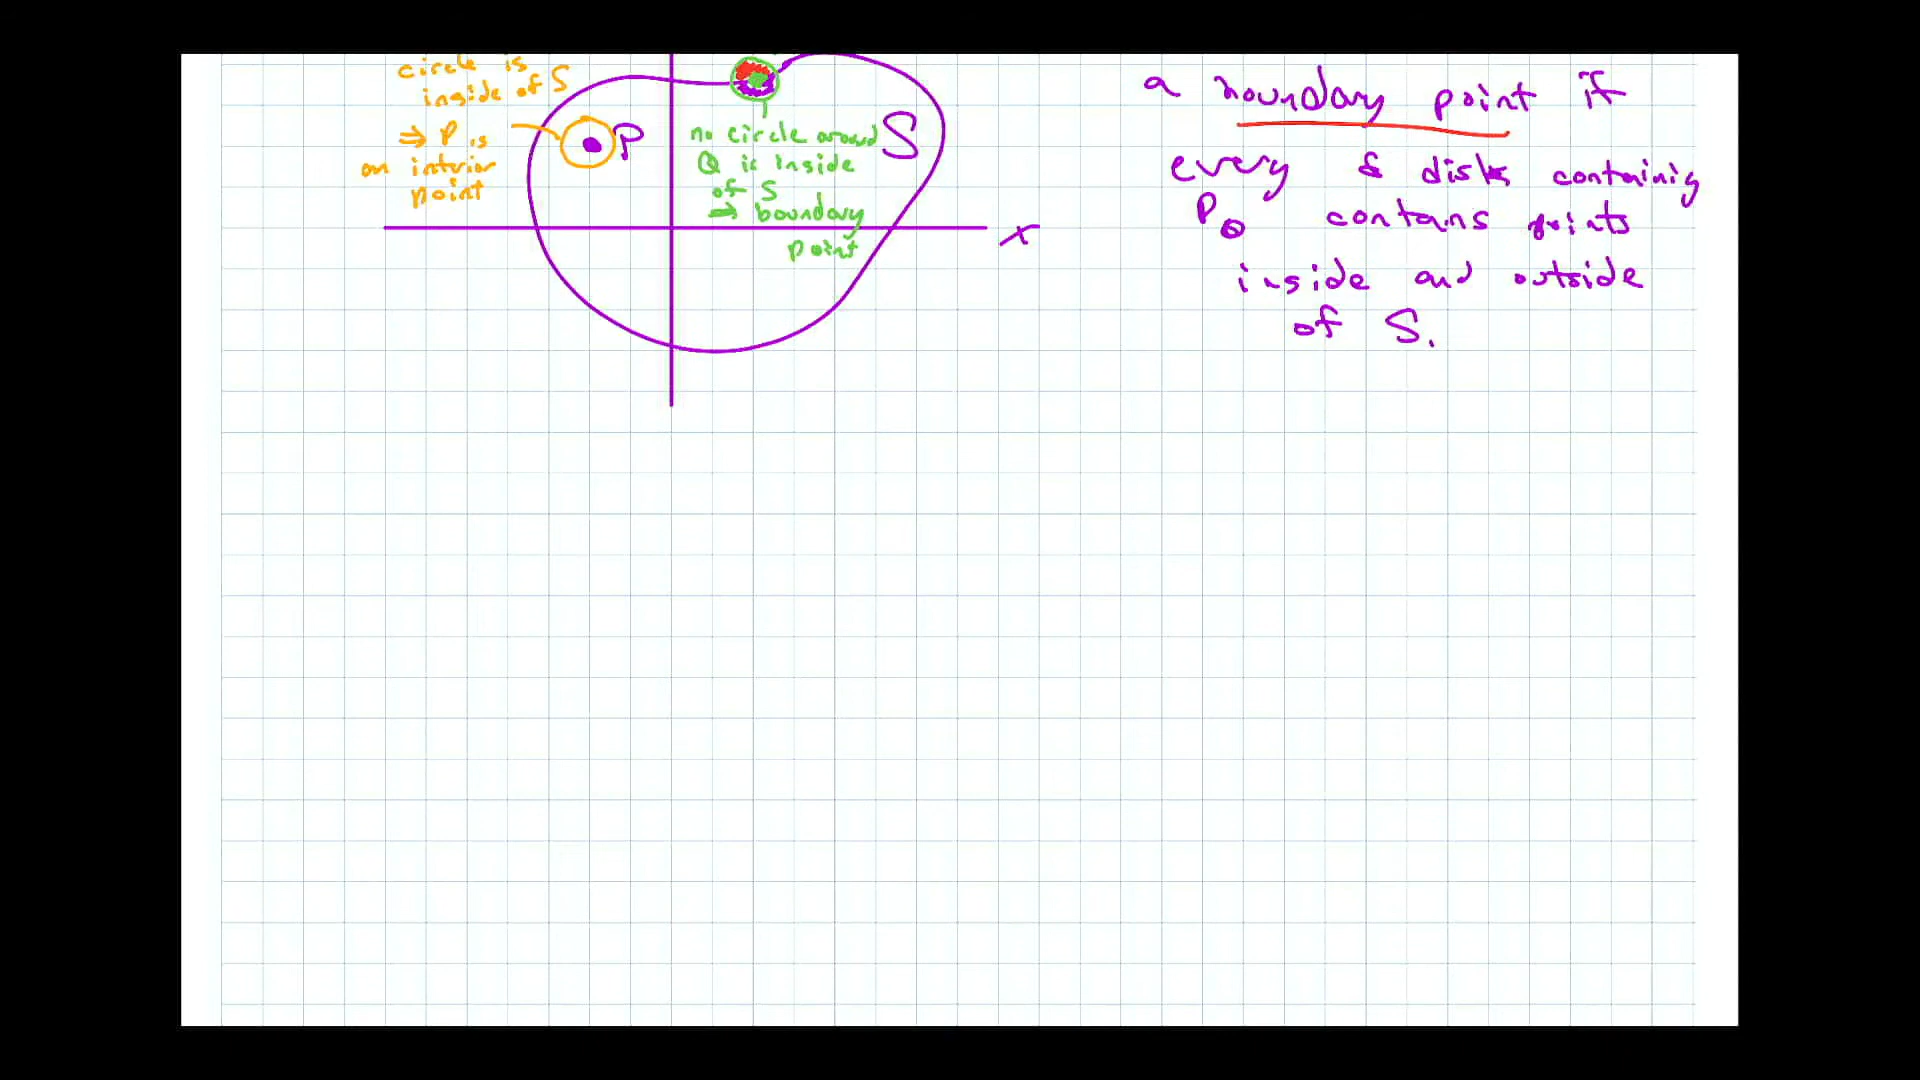 circle is
inside of S
⇒ P is
an interior
point
P
no circle around
Q is inside
of S
⇒ boundary
point
S
x
a boundary point if
every disk containing
P₀ contains points
inside and outside
of S.